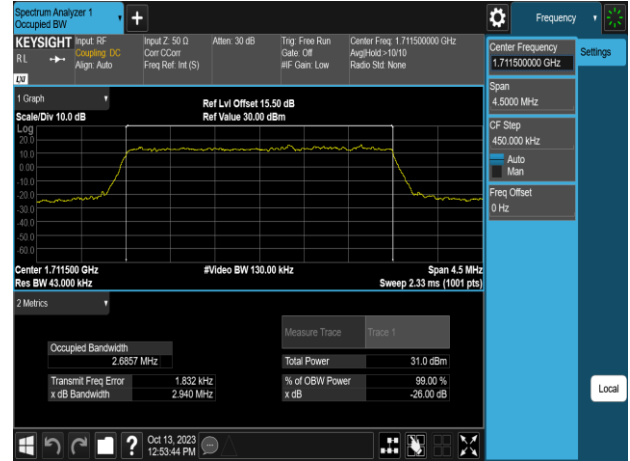 Spectrum Analyzer 1
Occupied BW
+
Frequency
KEYSIGHT
RL
LXI
Input: RF
Coupling: DC
Align: Auto
Input Z: 50 Ω
Corr CCorr
Freq Ref: Int (S)
Atten: 30 dB
Trig: Free Run
Gate: Off
#IF Gain: Low
Center Freq: 1.711500000 GHz
Avg|Hold:>10/10
Radio Std: None
Center Frequency
1.711500000 GHz
Settings
Span
4.5000 MHz
CF Step
450.000 kHz
Auto
Man
Freq Offset
0 Hz
Local
1 Graph
Scale/Div 10.0 dB
Ref Lvl Offset 15.50 dB
Ref Value 30.00 dBm
Log
20.0
10.0
0.00
-10.0
-20.0
-30.0
-40.0
-50.0
-60.0
Center 1.711500 GHz
Res BW 43.000 kHz
#Video BW 130.00 kHz
Span 4.5 MHz
Sweep 2.33 ms (1001 pts)
2 Metrics
Measure Trace
Trace 1
Occupied Bandwidth
2.6857 MHz
Total Power
31.0 dBm
Transmit Freq Error
1.832 kHz
% of OBW Power
99.00 %
x dB Bandwidth
2.940 MHz
x dB
-26.00 dB
?
Oct 13, 2023
12:53:44 PM